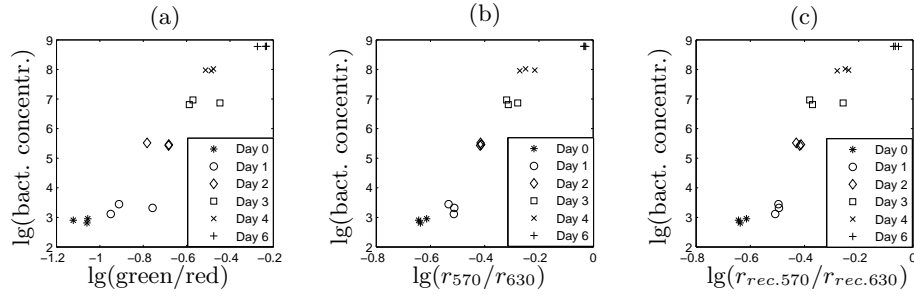 (a)
9
8
7
6
5
4
3
2
lg(bact. concentr.)
-1.2 -1 -0.8 -0.6 -0.4 -0.2
lg(green/red)
Day 0
Day 1
Day 2
Day 3
Day 4
Day 6
(b)
9
8
7
6
5
4
3
2
lg(bact. concentr.)
-0.8 -0.6 -0.4 -0.2 0
lg(r570/r630)
Day 0
Day 1
Day 2
Day 3
Day 4
Day 6
(c)
9
8
7
6
5
4
3
2
lg(bact. concentr.)
-0.8 -0.6 -0.4 -0.2 0
lg(rrec.570/rrec.630)
Day 0
Day 1
Day 2
Day 3
Day 4
Day 6